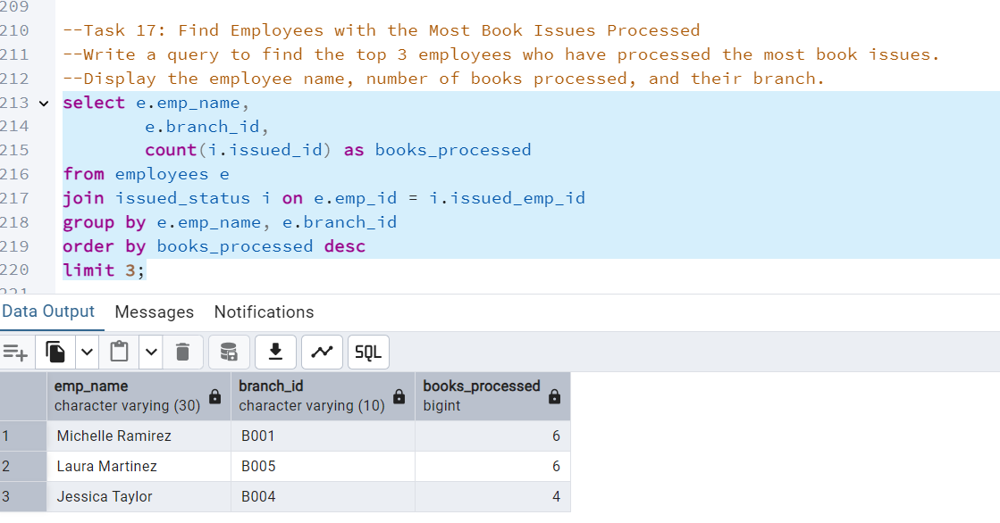 209
210 --Task 17: Find Employees with the Most Book Issues Processed
211 --Write a query to find the top 3 employees who have processed the most book issues.
212 --Display the employee name, number of books processed, and their branch.
213 select e.emp_name,
214 e.branch_id,
215 count(i.issued_id) as books_processed
216 from employees e
217 join issued_status i on e.emp_id = i.issued_emp_id
218 group by e.emp_name, e.branch_id
219 order by books_processed desc
220 limit 3;
221
Data Output Messages Notifications
SQL
emp_name branch_id books_processed
character varying (30) character varying (10) bigint
1 Michelle Ramirez B001 6
2 Laura Martinez B005 6
3 Jessica Taylor B004 4